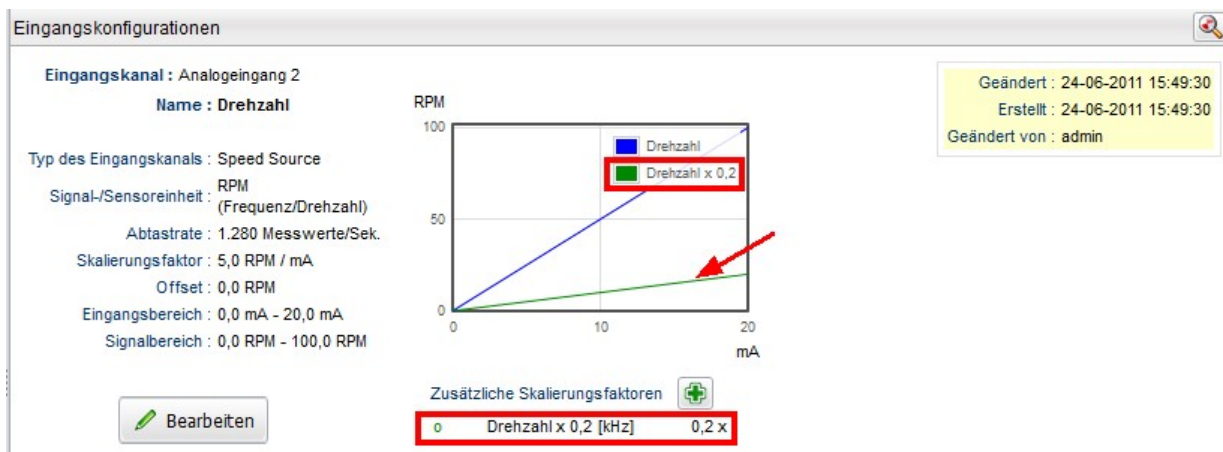 Eingangskonfigurationen
Eingangskanal : Analogeingang 2
Name : Drehzahl
Typ des Eingangskanals : Speed Source
Signal-/Sensoreinheit : RPM
(Frequenz/Drehzahl)
Abtastrate : 1.280 Messwerte/Sek.
Skalierungsfaktor : 5,0 RPM / mA
Offset : 0,0 RPM
Eingangsbereich : 0,0 mA - 20,0 mA
Signalbereich : 0,0 RPM - 100,0 RPM
Bearbeiten
RPM
100
50
0
0 10 20
mA
Drehzahl
Drehzahl x 0,2
Zusätzliche Skalierungsfaktoren
o Drehzahl x 0,2 [kHz] 0,2 x
Geändert : 24-06-2011 15:49:30
Erstellt : 24-06-2011 15:49:30
Geändert von : admin